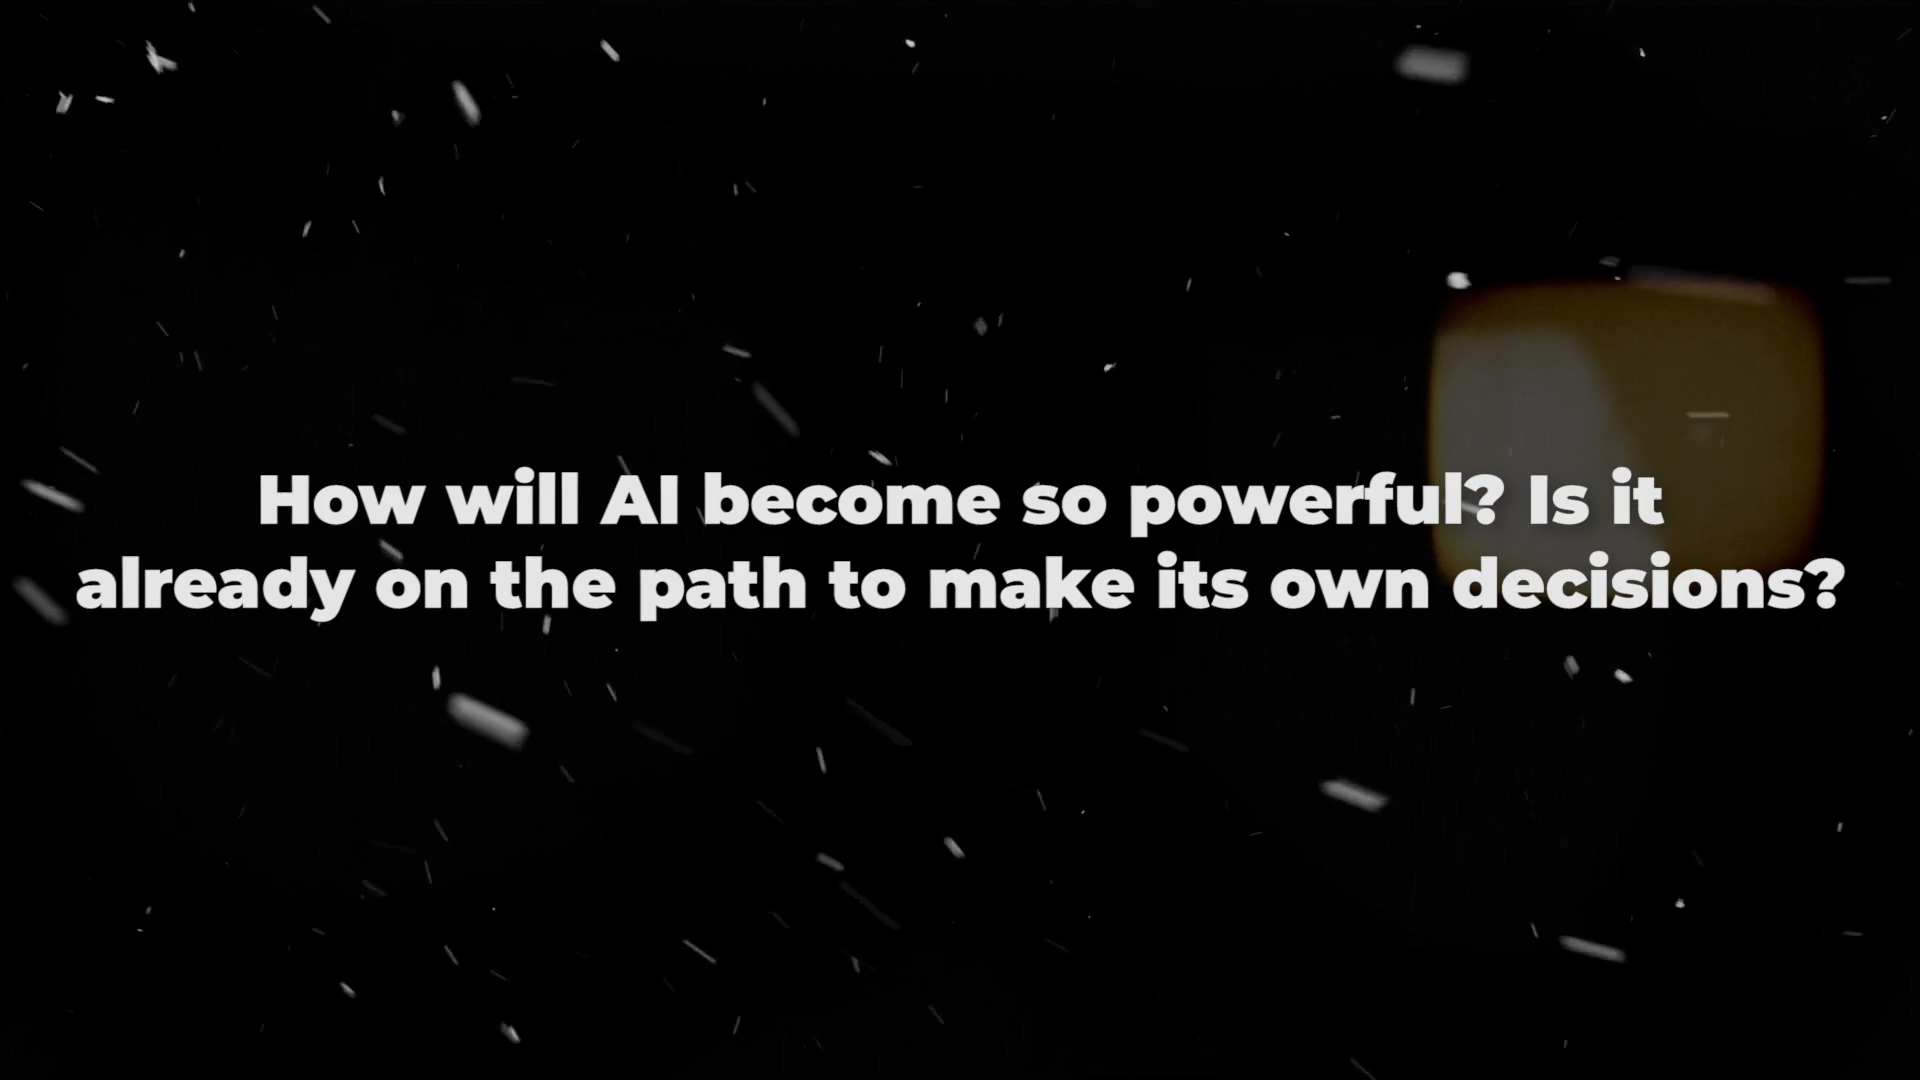 How will AI become so powerful? Is it
already on the path to make its own decisions?